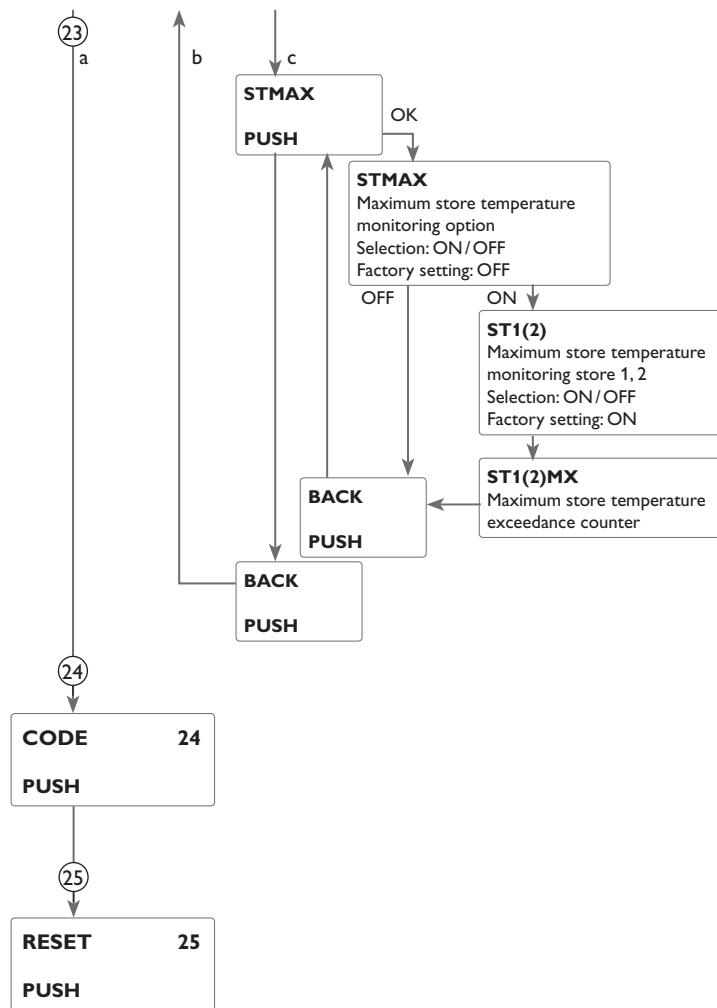 23
a
b
c
STMAX
PUSH
OK
STMAX
Maximum store temperature
monitoring option
Selection: ON / OFF
Factory setting: OFF
OFF
ON
ST1(2)
Maximum store temperature
monitoring store 1, 2
Selection: ON / OFF
Factory setting: ON
ST1(2)MX
Maximum store temperature
exceedance counter
BACK
PUSH
BACK
PUSH
24
CODE 24
PUSH
25
RESET 25
PUSH